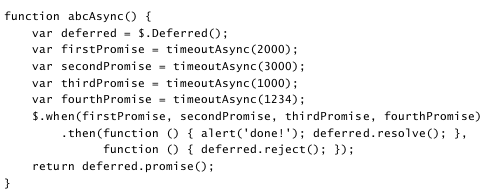 function abcAsync() {
    var deferred = $.Deferred();
    var firstPromise = timeoutAsync(2000);
    var secondPromise = timeoutAsync(3000);
    var thirdPromise = timeoutAsync(1000);
    var fourthPromise = timeoutAsync(1234);
    $.when(firstPromise, secondPromise, thirdPromise, fourthPromise)
        .then(function () { alert('done!'); deferred.resolve(); },
              function () { deferred.reject(); });
    return deferred.promise();
}